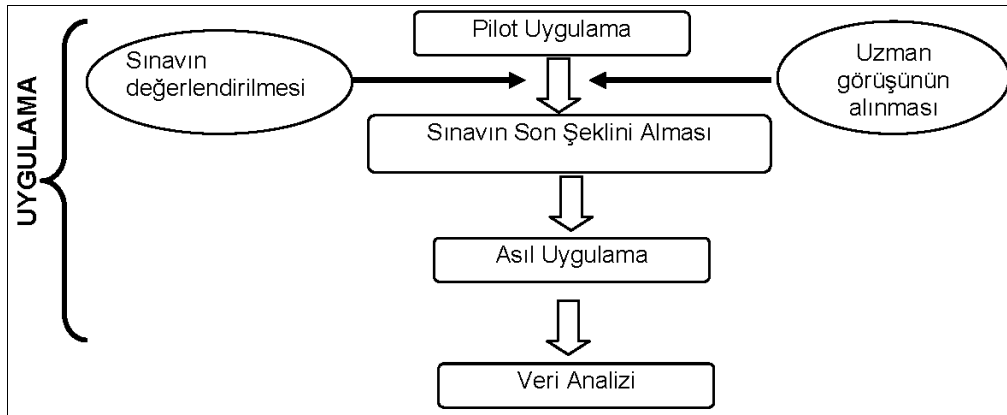 UYGULAMA
Pilot Uygulama
Sınavın
değerlendirilmesi
Uzman
görüşünün
alınması
Sınavın Son Şeklini Alması
Asıl Uygulama
Veri Analizi